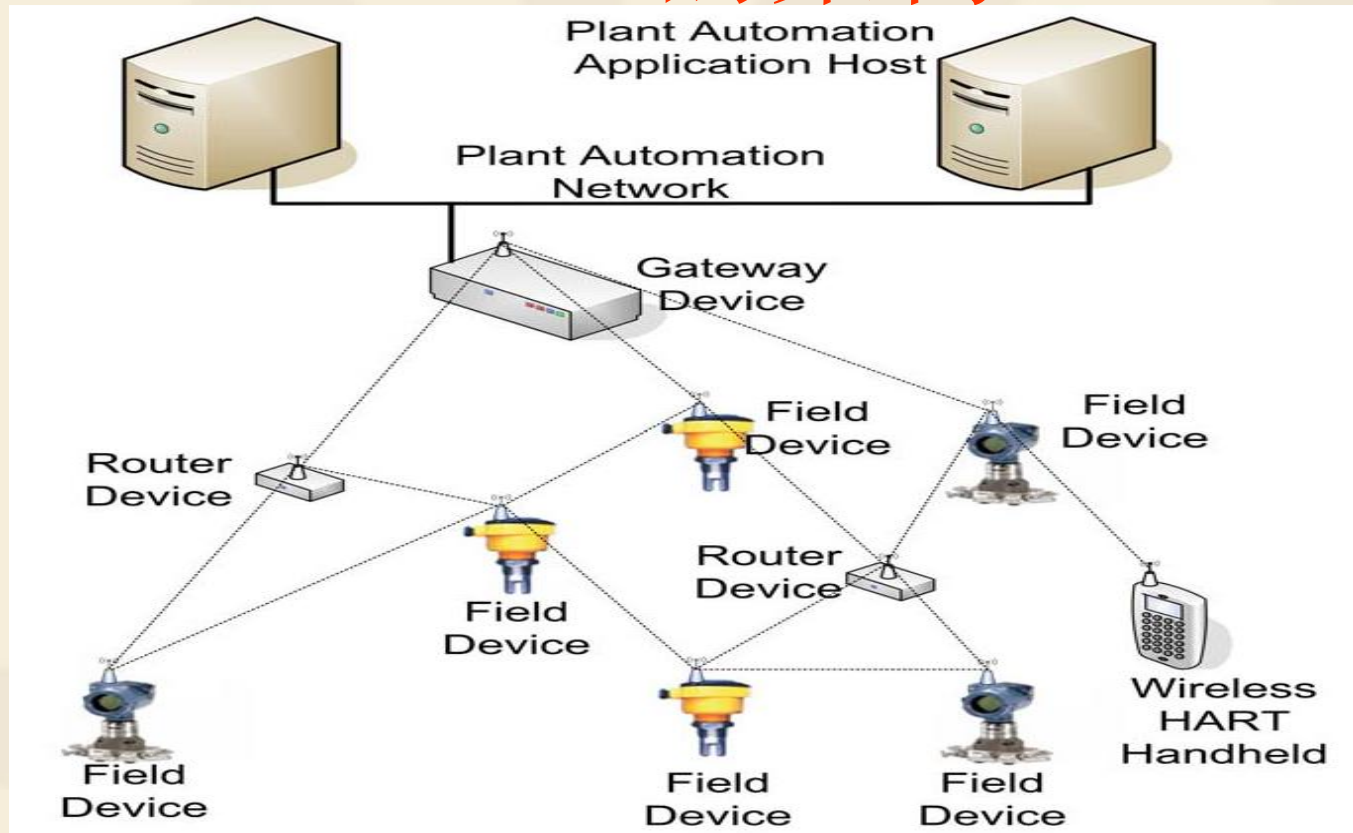 Plant Automation
Application Host
Plant Automation
Network
Gateway
Device
Field
Device
Field
Device
Router
Device
Router
Device
Field
Device
Wireless
HART
Handheld
Field
Device
Field
Device
Field
Device